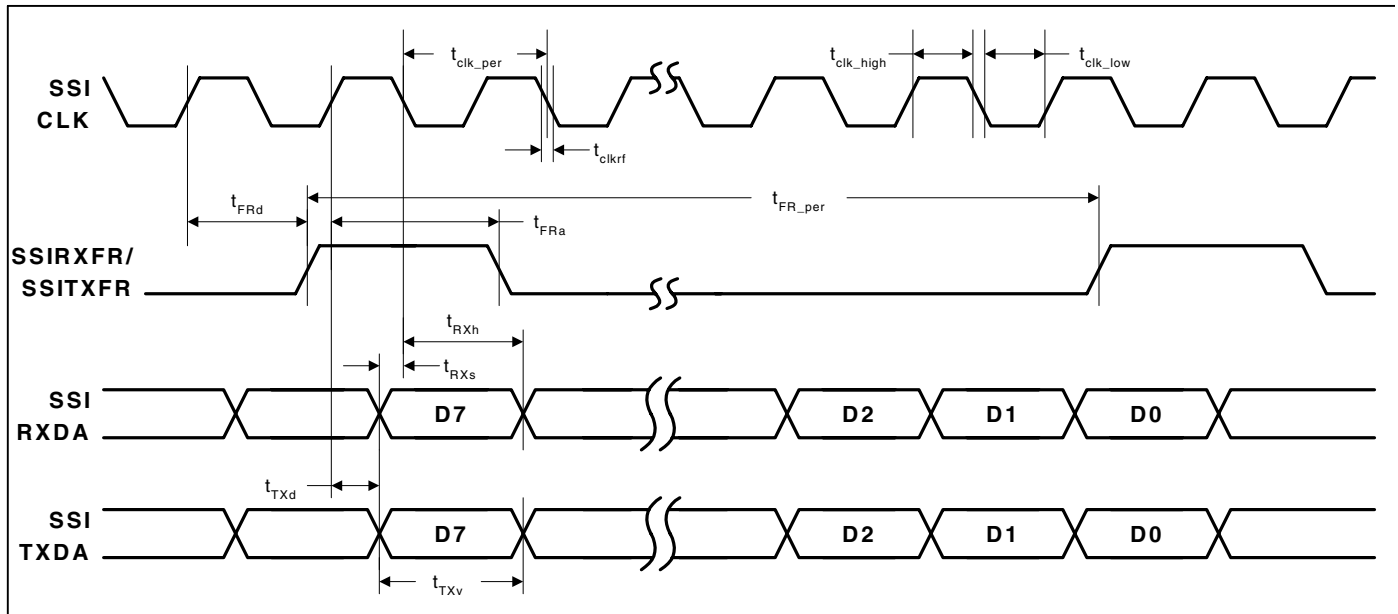 t_clk_per
t_clk_high
t_clk_low
SSI
CLK
t_clkrf
t_FRd
t_FR_per
t_FRa
SSIRXFR/
SSITXFR
t_RXh
t_RXs
SSI
RXDA
D7
D2
D1
D0
t_TXd
SSI
TXDA
D7
D2
D1
D0
t_TXv